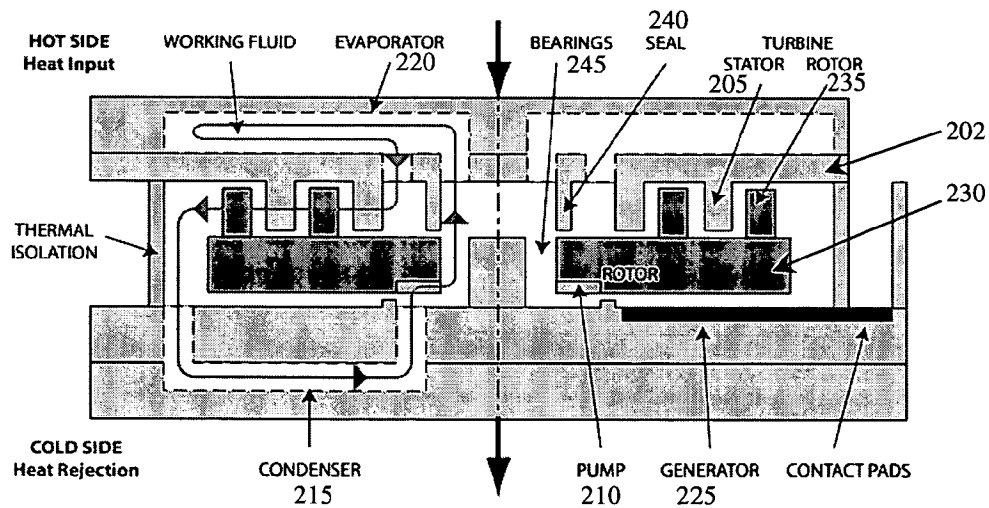 HOT SIDE
Heat Input
WORKING FLUID
EVAPORATOR
220
BEARINGS
245
240
SEAL
TURBINE
STATOR ROTOR
205 235
202
230
THERMAL
ISOLATION
ROTOR
COLD SIDE
Heat Rejection
CONDENSER
215
PUMP
210
GENERATOR
225
CONTACT PADS